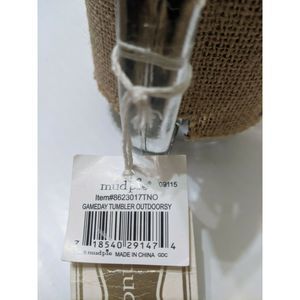 mudpie® 09115
Item#8623017TNO
GAMEDAY TUMBLER OUTDOORSY
7 18540 29147 4
©mudpie MADE IN CHINA GDC